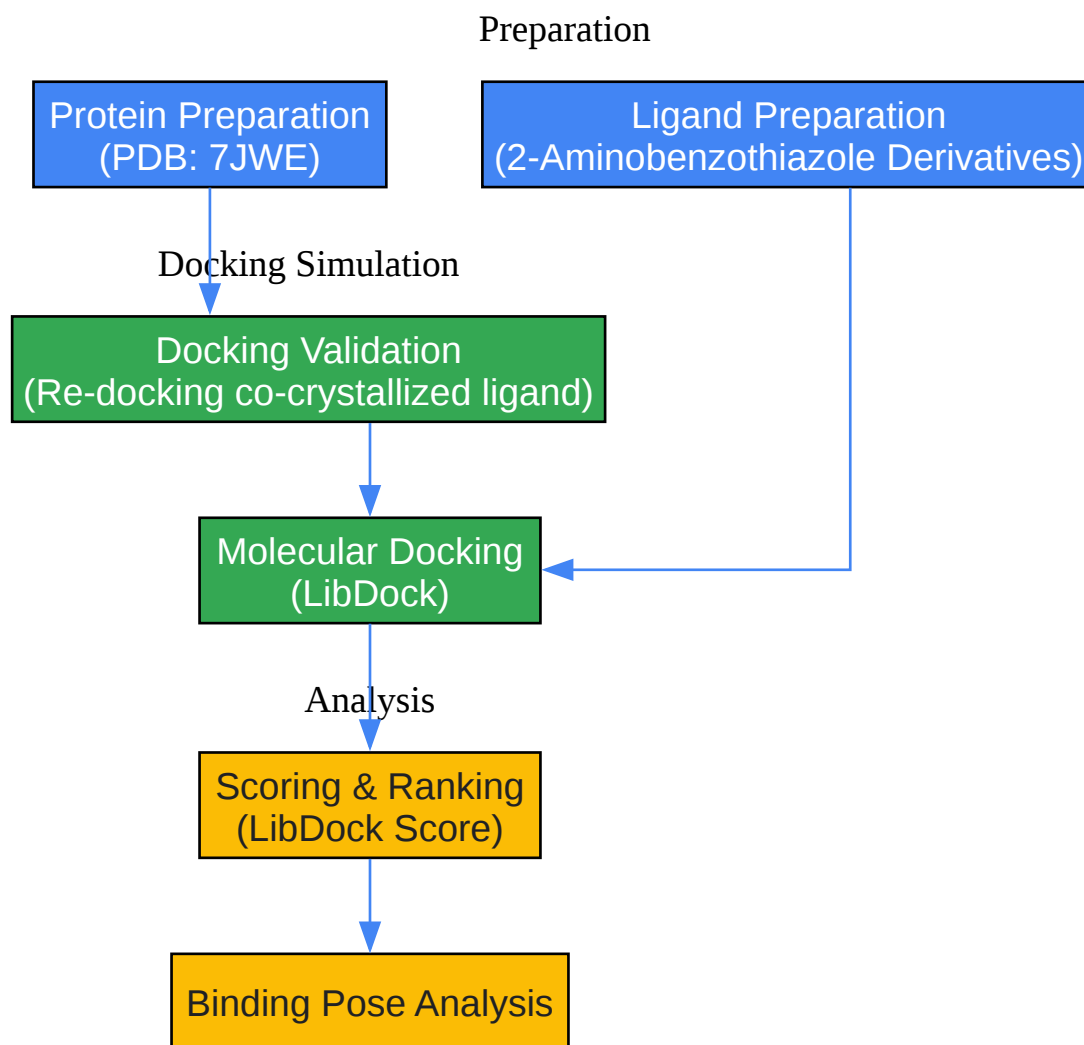 Preparation
Protein Preparation
(PDB: 7JWE)
Ligand Preparation
(2-Aminobenzothiazole Derivatives)
Docking Simulation
Docking Validation
(Re-docking co-crystallized ligand)
Molecular Docking
(LibDock)
Analysis
Scoring & Ranking
(LibDock Score)
Binding Pose Analysis